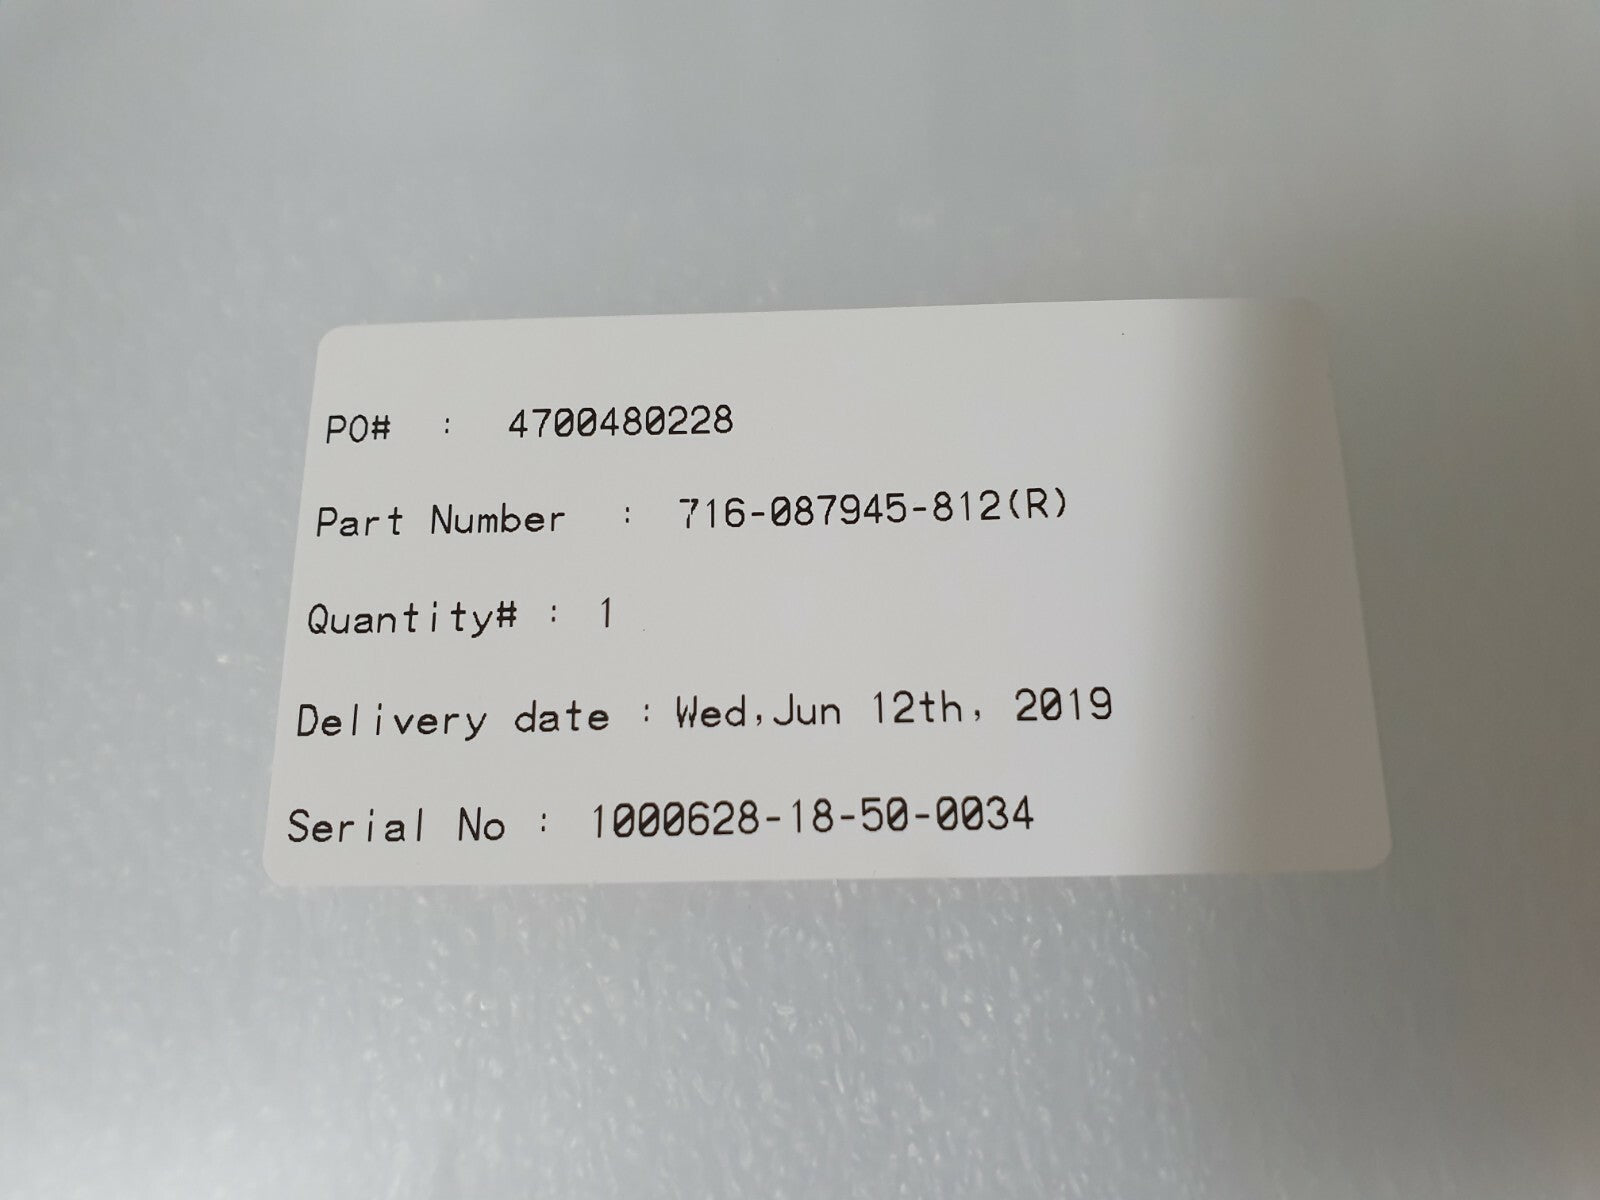 PO# : 4700480228
Part Number : 716-087945-812(R)
Quantity# : 1
Delivery date : Wed,Jun 12th, 2019
Serial No : 1000628-18-50-0034